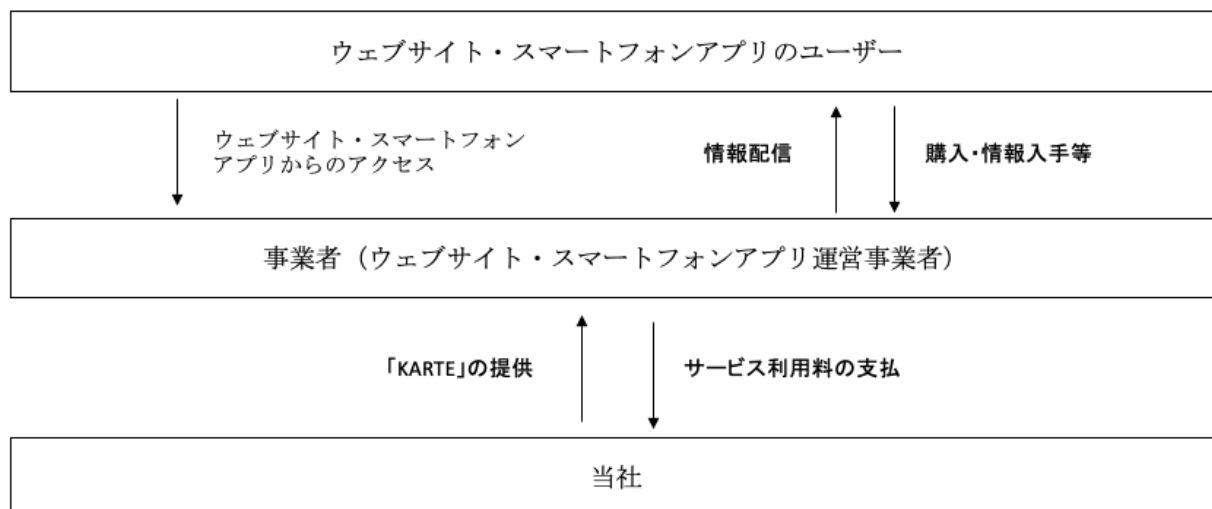 ウェブサイト・スマートフォンアプリのユーザー
ウェブサイト・スマートフォン
アプリからのアクセス
情報配信
購入・情報入手等
事業者（ウェブサイト・スマートフォンアプリ運営事業者）
「KARTE」の提供
サービス利用料の支払
当社